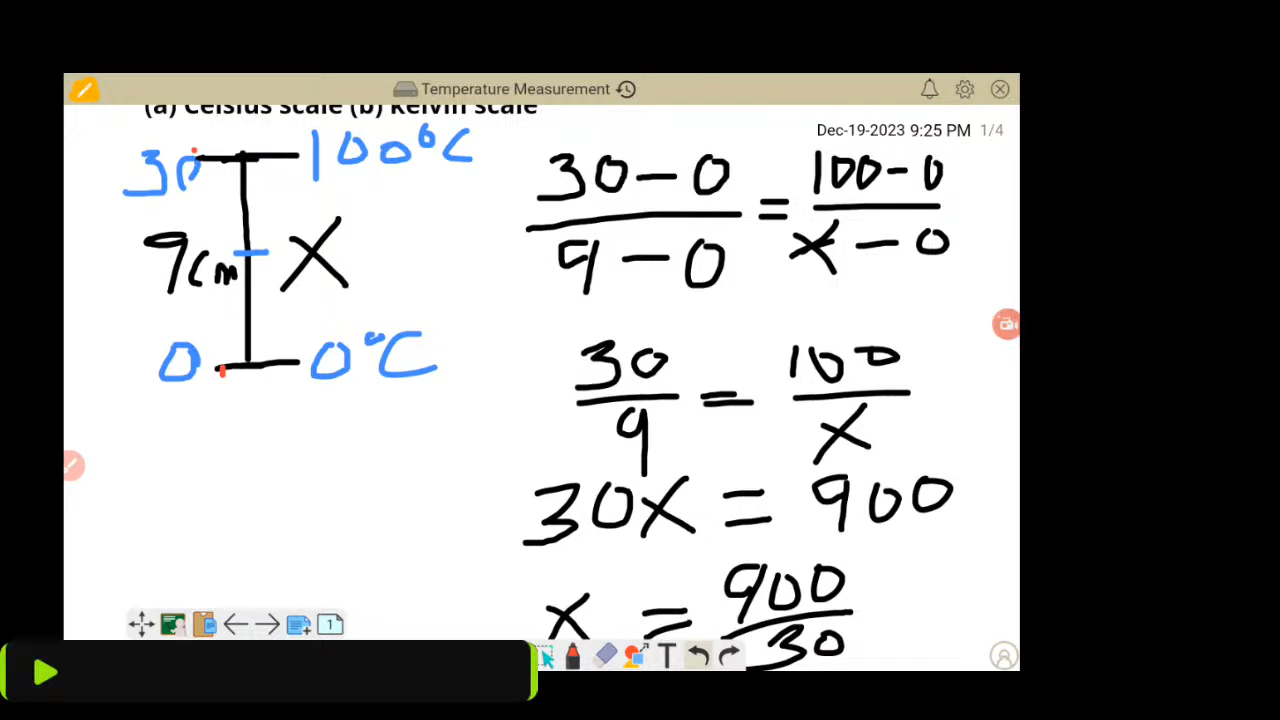 Temperature Measurement
(a) Celsius scale (b) Kelvin scale
Dec-19-2023 9:25 PM 1/4
30 100°C
9cm X
0 0°C
30-0 = 100-0
9-0 x-0
30 = 100
9 x
30x = 900
x = 900
30
1
T